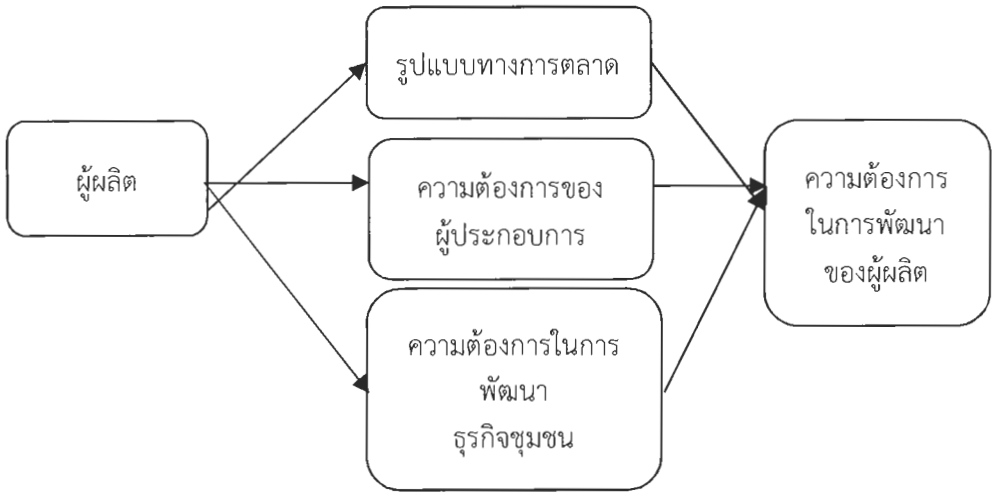 รูปแบบทางการตลาด
ผู้ผลิต
ความต้องการของ
ผู้ประกอบการ
ความต้องการในการ
พัฒนา
ธุรกิจชุมชน
ความต้องการ
ในการพัฒนา
ของผู้ผลิต